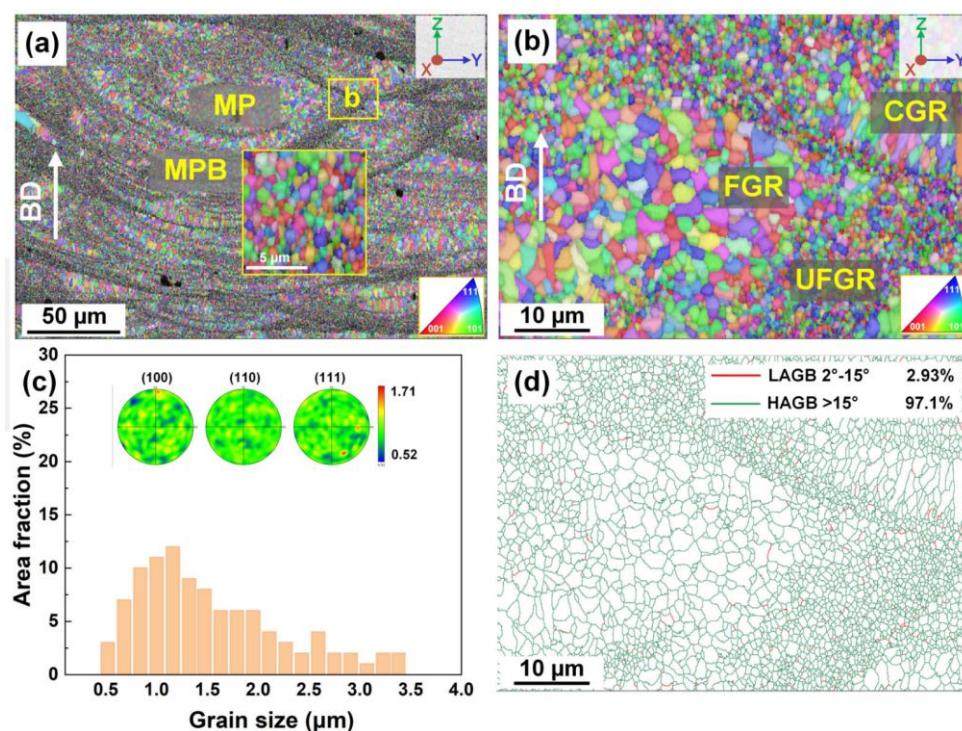 (a)
Z
X
Y
MP
b
MPB
BD
5 µm
50 µm
111
001
101
(b)
Z
X
Y
CGR
BD
FGR
UFGR
10 µm
111
001
101
(c)
30
25
20
15
10
5
0
Area fraction (%)
(100)
(110)
(111)
1.71
0.52
0.5 1.0 1.5 2.0 2.5 3.0 3.5 4.0
Grain size (µm)
(d)
LAGB 2°-15° 2.93%
HAGB >15° 97.1%
10 µm